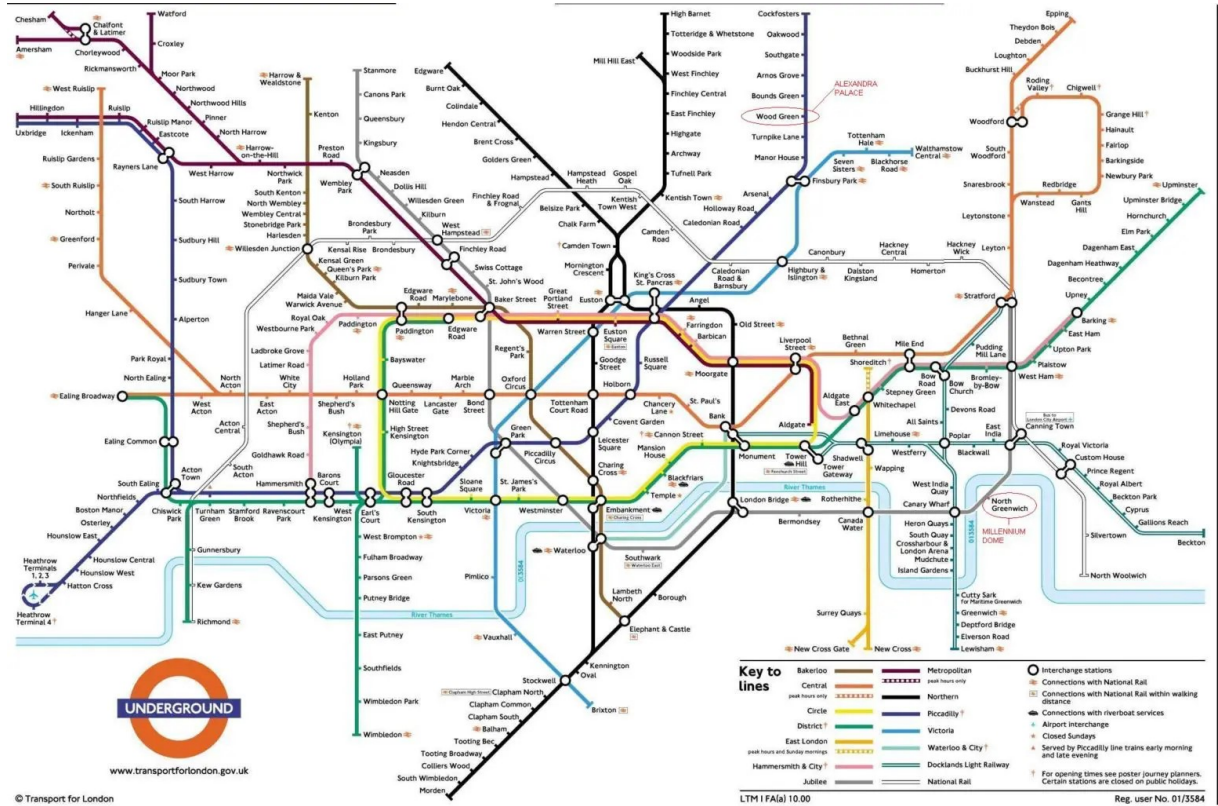 Chesham
Chalfont
& Latimer
Watford
High Barnet
Cockfosters
Epping
Theydon Bois
Debden
Loughton
Buckhurst Hill
Amersham
Chorleywood
Croxley
Totteridge & Whetstone
Oakwood
Rickmansworth
Moor Park
Woodside Park
Southgate
Mill Hill East
West Finchley
Arnos Grove
Roding
Valley
Chigwell
West Ruislip
Northwood
Harrow &
Wealdstone
Stanmore
Edgware
Finchley Central
Bounds Green
ALEXANDRA
PALACE
Northwood Hills
Canons Park
Burnt Oak
East Finchley
Wood Green
Woodford
Grange Hill
Hillingdon
Ruislip
Pinner
Kenton
Queensbury
Colindale
Highgate
Turnpike Lane
Hainault
Uxbridge
Ickenham
Ruislip Manor
North Harrow
Kingsbury
Hendon Central
Archway
Manor House
Tottenham
Hale
Walthamstow
Central
South
Woodford
Fairlop
Eastcote
Harrow-
on-the-Hill
Preston
Road
Brent Cross
Tufnell Park
Seven
Sisters
Blackhorse
Road
Barkingside
Ruislip Gardens
Rayners Lane
West Harrow
Northwick
Park
Wembley
Park
Neasden
Golders Green
Hampstead
Hampstead
Heath
Gospel
Oak
Kentish Town
Arsenal
Finsbury Park
Snaresbrook
Newbury Park
South Ruislip
South Kenton
Dollis Hill
Finchley Road
& Frognal
Belsize Park
Kentish
Town West
Holloway Road
Redbridge
Wanstead
Gants
Hill
Upminster
Northolt
South Harrow
North Wembley
Willesden Green
Chalk Farm
Camden
Road
Caledonian Road
Leytonstone
Upminster Bridge
Wembley Central
Kilburn
Hornchurch
Greenford
Sudbury Hill
Stonebridge Park
Brondesbury
Park
West
Hampstead
Camden Town
Canonbury
Hackney
Central
Hackney
Wick
Leyton
Elm Park
Harlesden
Willesden Junction
Kensal Rise
Brondesbury
Finchley Road
Dagenham East
Perivale
Kensal Green
Mornington
Crescent
Caledonian
Road &
Barnsbury
Highbury &
Islington
Dalston
Kingsland
Homerton
Dagenham Heathway
Sudbury Town
Queen's Park
Kilburn Park
Swiss Cottage
St. John's Wood
King's Cross
St. Pancras
Becontree
Maida Vale
Warwick Avenue
Edgware
Road
Marylebone
Baker Street
Great
Portland
Street
Euston
Angel
Stratford
Upney
Hanger Lane
Alperton
Royal Oak
Westbourne Park
Paddington
Paddington
Edgware
Road
Warren Street
Euston
Square
Euston
Farringdon
Barbican
Old Street
Liverpool
Street
Bethnal
Green
Mile End
Pudding
Mill Lane
Barking
East Ham
Upton Park
Plaistow
Park Royal
Ladbroke Grove
Latimer Road
Bayswater
Regent's
Park
Goodge
Street
Russell
Square
Moorgate
Shoreditch
Bow
Road
Bow
Church
Bromley-
by-Bow
West Ham
North Ealing
North
Acton
White
City
Holland
Park
Queensway
Marble
Arch
Oxford
Circus
Holborn
Stepney Green
Ealing Broadway
West
Acton
East
Acton
Shepherd's
Bush
Notting
Hill Gate
Lancaster
Gate
Bond
Street
Tottenham
Court Road
Chancery
Lane
St. Paul's
Bank
Aldgate
East
Whitechapel
Devons Road
Bus to
London City Airport
Acton
Central
Shepherd's
Bush
Kensington
(Olympia)
High Street
Kensington
Green
Park
Covent Garden
Aldgate
All Saints
East
India
Canning Town
Ealing Common
Hyde Park Corner
Leicester
Square
Cannon Street
Mansion
House
Limehouse
Poplar
Royal Victoria
Goldhawk Road
Knightsbridge
Piccadilly
Circus
Monument
Tower
Hill
Shadwell
Westferry
Blackwall
Custom House
South
Acton
Charing
Cross
Blackfriars
Fenchurch Street
Tower
Gateway
Wapping
Prince Regent
South Ealing
Acton
Town
Hammersmith
Barons
Court
Gloucester
Road
Sloane
Square
St. James's
Park
Temple
River Thames
West India
Quay
Royal Albert
Northfields
Beckton Park
Boston Manor
Chiswick
Park
Turnham
Green
Stamford
Brook
Ravenscourt
Park
West
Kensington
Earl's
Court
South
Kensington
Victoria
Westminster
Embankment
Charing Cross
London Bridge
Rotherhithe
Canary Wharf
North
Greenwich
Cyprus
Osterley
Bermondsey
Canada
Water
Heron Quays
MILLENNIUM
DOME
Gallions Reach
Hounslow East
West Brompton
South Quay
Silvertown
Beckton
Gunnersbury
Waterloo
Southwark
Waterloo East
Crossharbour &
London Arena
013584
Hounslow Central
Fulham Broadway
Mudchute
Heathrow
Terminals
1, 2, 3
Hounslow West
Parsons Green
Pimlico
013584
Island Gardens
North Woolwich
Hatton Cross
Kew Gardens
Putney Bridge
Lambeth
North
Borough
Cutty Sark
for Maritime Greenwich
Heathrow
Terminal 4
Richmond
River Thames
Surrey Quays
Greenwich
East Putney
Vauxhall
Elephant & Castle
Deptford Bridge
Elverson Road
New Cross Gate
New Cross
Lewisham
Southfields
Kennington
Oval
Stockwell
Clapham High Street
Clapham North
Wimbledon Park
Clapham Common
Brixton
Clapham South
Wimbledon
Balham
Tooting Bec
Tooting Broadway
Colliers Wood
South Wimbledon
Morden
UNDERGROUND
www.transportforlondon.gov.uk
© Transport for London
Key to
lines
Bakerloo
Central
peak hours only
Circle
District
East London
peak hours and Sunday mornings
Hammersmith & City
Jubilee
Metropolitan
peak hours only
Northern
Piccadilly
Victoria
Waterloo & City
Docklands Light Railway
National Rail
Interchange stations
Connections with National Rail
Connections with National Rail within walking
distance
Connections with riverboat services
Airport interchange
Closed Sundays
Served by Piccadilly line trains early morning
and late evening
† For opening times see poster journey planners.
Certain stations are closed on public holidays.
LTM I FA(a) 10.00
Reg. user No. 01/3584